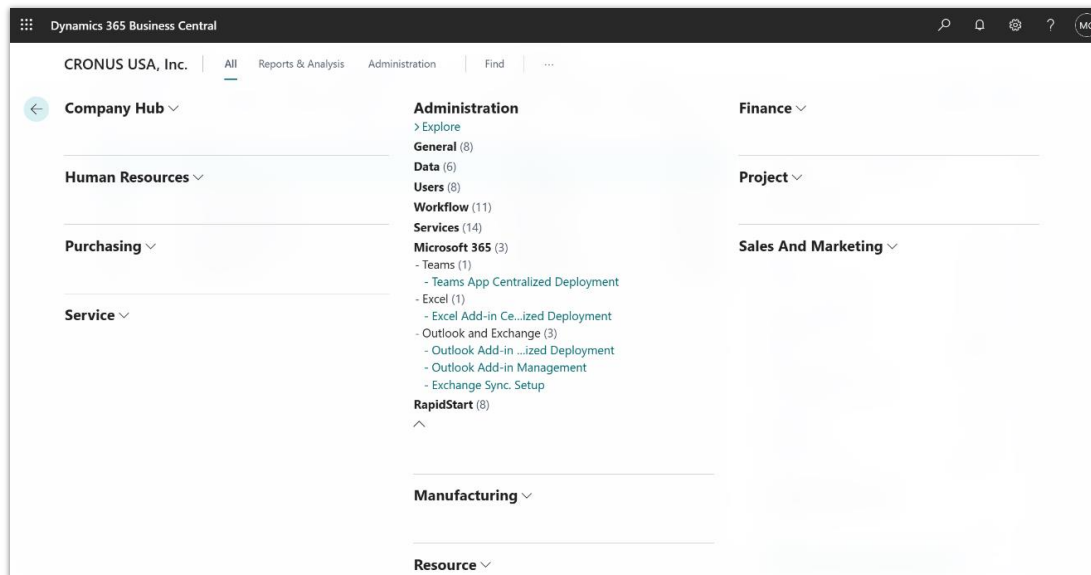 Dynamics 365 Business Central
CRONUS USA, Inc. All Reports & Analysis Administration Find ...
Company Hub
Human Resources
Purchasing
Service
Administration
> Explore
General (8)
Data (6)
Users (8)
Workflow (11)
Services (14)
Microsoft 365 (3)
- Teams (1)
- Teams App Centralized Deployment
- Excel (1)
- Excel Add-in Ce...ized Deployment
- Outlook and Exchange (3)
- Outlook Add-in ...ized Deployment
- Outlook Add-in Management
- Exchange Sync. Setup
RapidStart (8)
Manufacturing
Resource
Finance
Project
Sales And Marketing